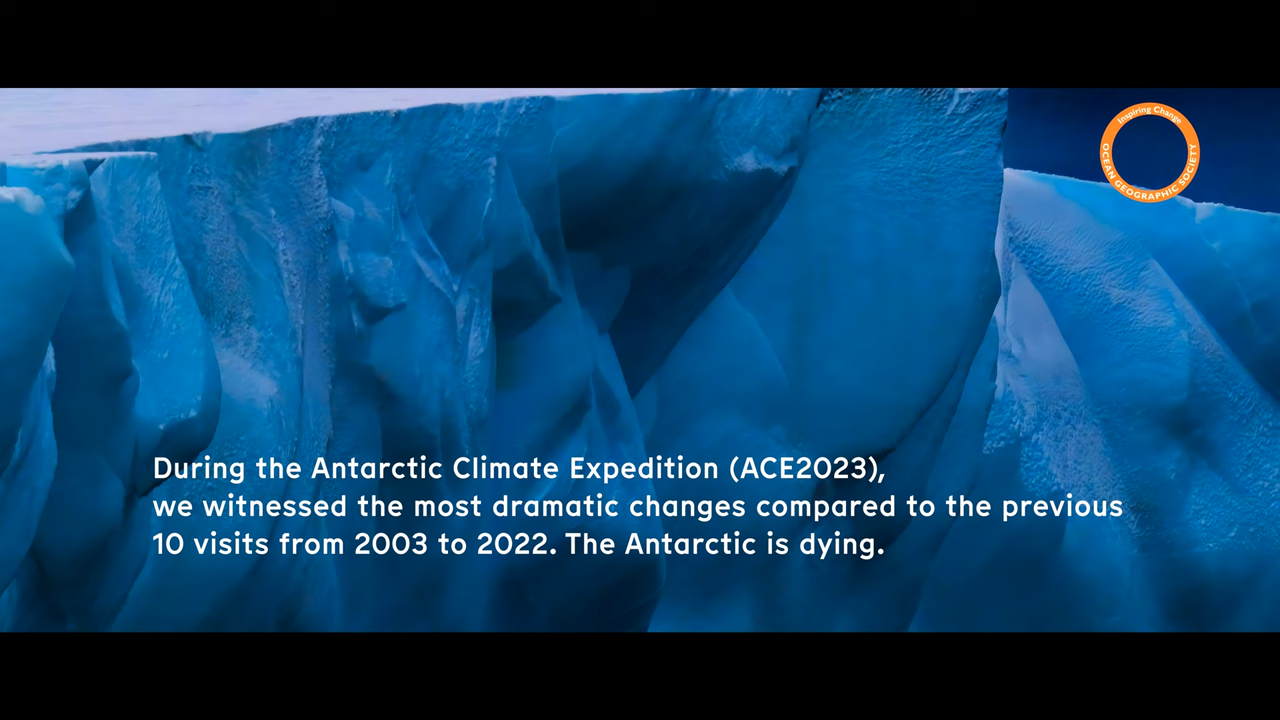 Inspiring Change
OCEAN GEOGRAPHIC SOCIETY
During the Antarctic Climate Expedition (ACE2023),
we witnessed the most dramatic changes compared to the previous
10 visits from 2003 to 2022. The Antarctic is dying.